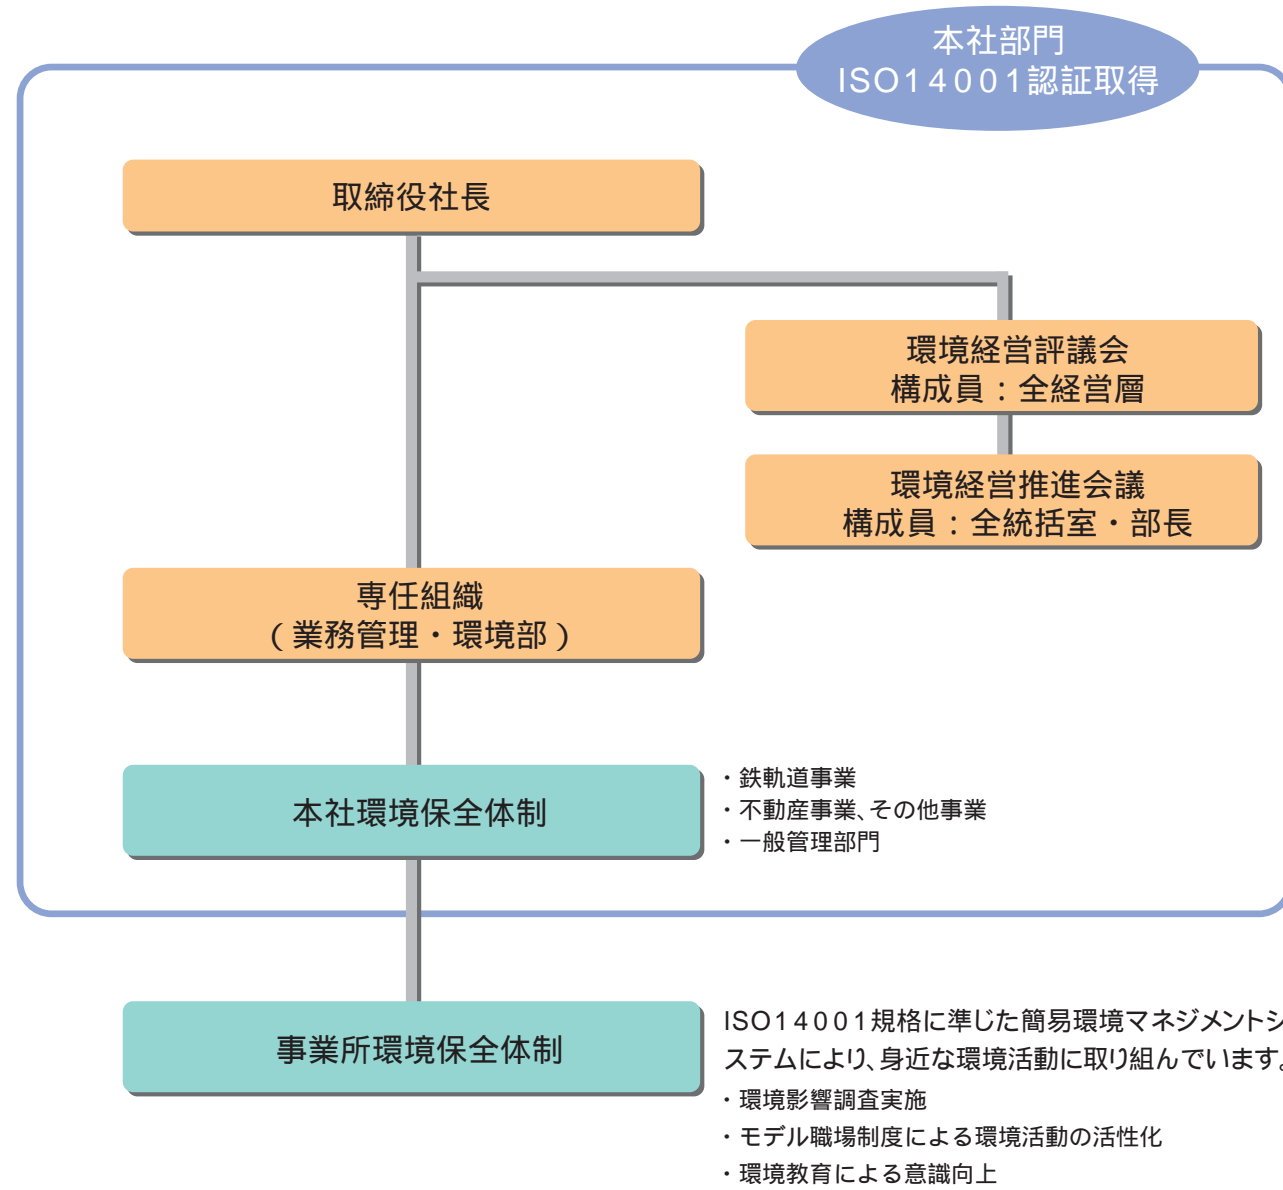 本社部門
ISO14001認証取得
取締役社長
環境経営評議会
構成員：全経営層
環境経営推進会議
構成員：全統括室・部長
専任組織
（業務管理・環境部）
本社環境保全体制
・鉄軌道事業
・不動産事業、その他事業
・一般管理部門
事業所環境保全体制
ISO14001規格に準じた簡易環境マネジメントシ
ステムにより、身近な環境活動に取り組んでいます。
・環境影響調査実施
・モデル職場制度による環境活動の活性化
・環境教育による意識向上